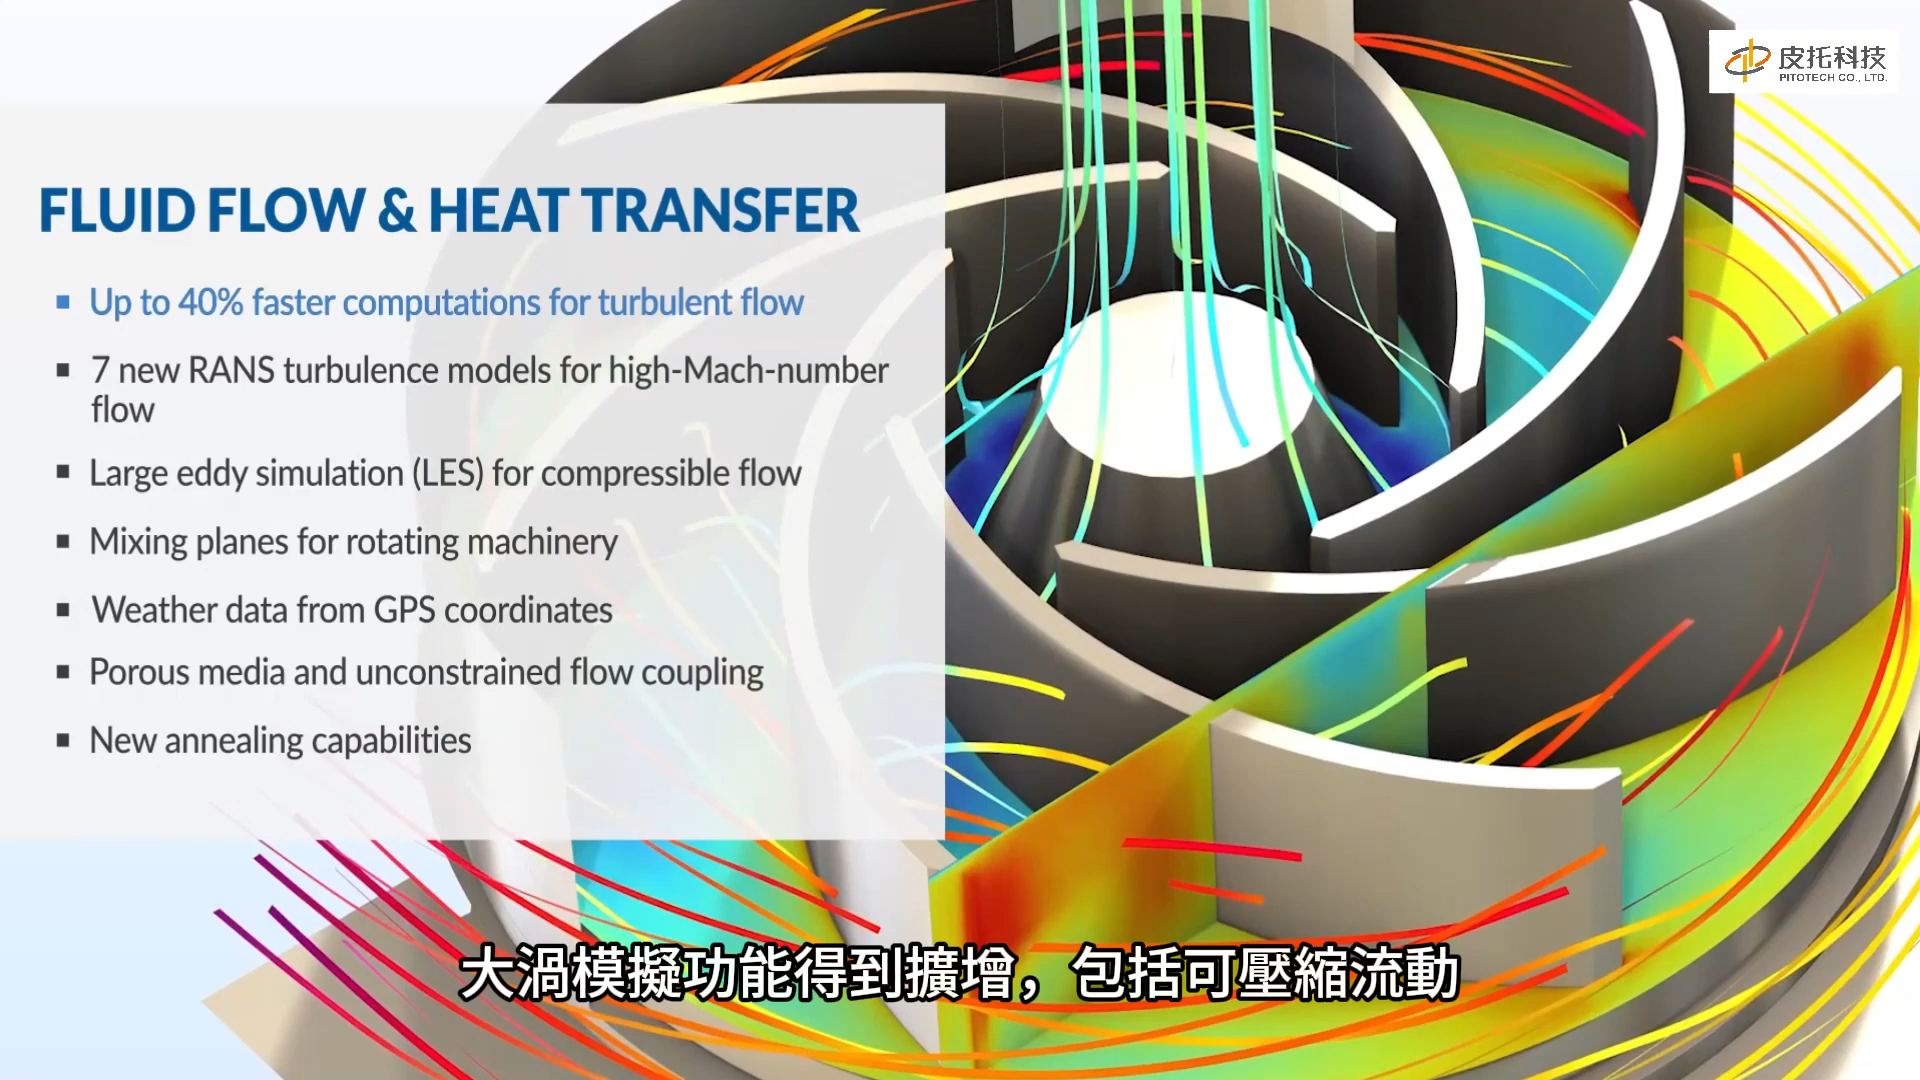 皮托科技
PITOTECH CO., LTD.
FLUID FLOW & HEAT TRANSFER
▪ Up to 40% faster computations for turbulent flow
▪ 7 new RANS turbulence models for high-Mach-number
flow
▪ Large eddy simulation (LES) for compressible flow
▪ Mixing planes for rotating machinery
▪ Weather data from GPS coordinates
▪ Porous media and unconstrained flow coupling
▪ New annealing capabilities
大渦模擬功能得到擴增，包括可壓縮流動